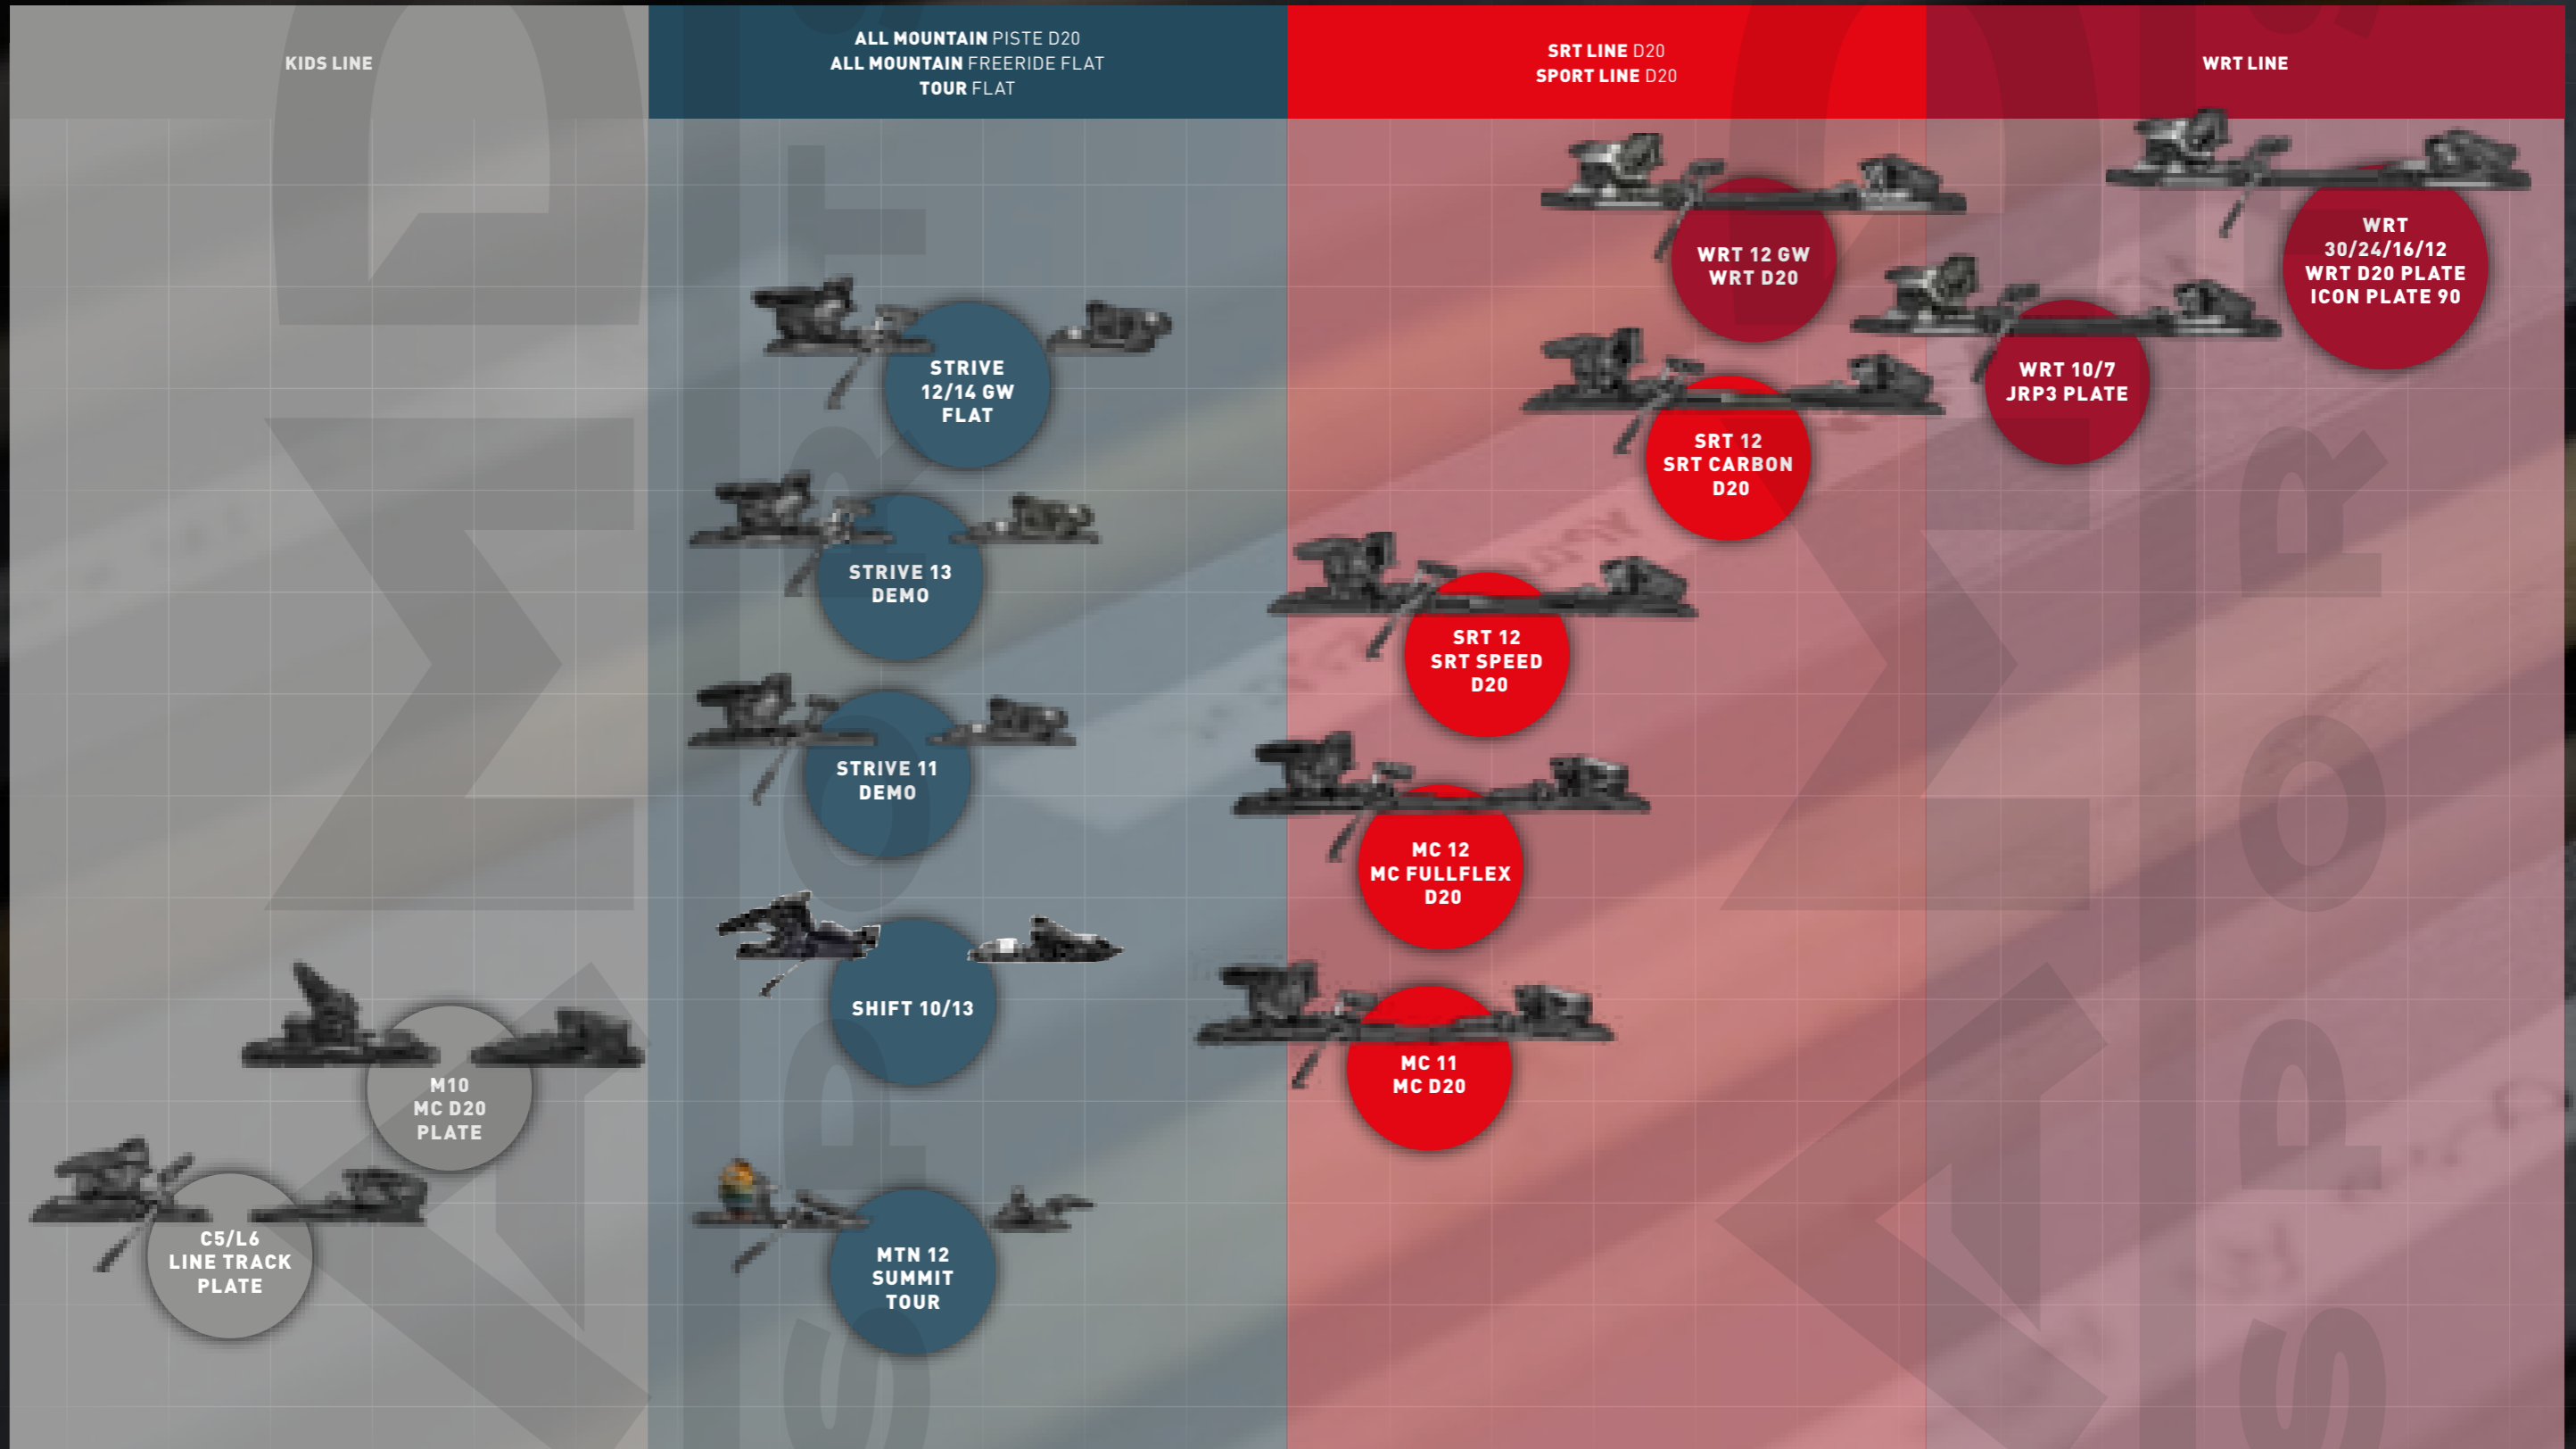 KIDS LINE
ALL MOUNTAIN PISTE D20
ALL MOUNTAIN FREERIDE FLAT
TOUR FLAT
SRT LINE D20
SPORT LINE D20
WRT LINE
WRT
30/24/16/12
WRT D20 PLATE
ICON PLATE 90
WRT 12 GW
WRT D20
WRT 10/7
JRP3 PLATE
STRIVE
12/14 GW
FLAT
SRT 12
SRT CARBON
D20
STRIVE 13
DEMO
SRT 12
SRT SPEED
D20
STRIVE 11
DEMO
MC 12
MC FULLFLEX
D20
SHIFT 10/13
MC 11
MC D20
M10
MC D20
PLATE
C5/L6
LINE TRACK
PLATE
MTN 12
SUMMIT
TOUR